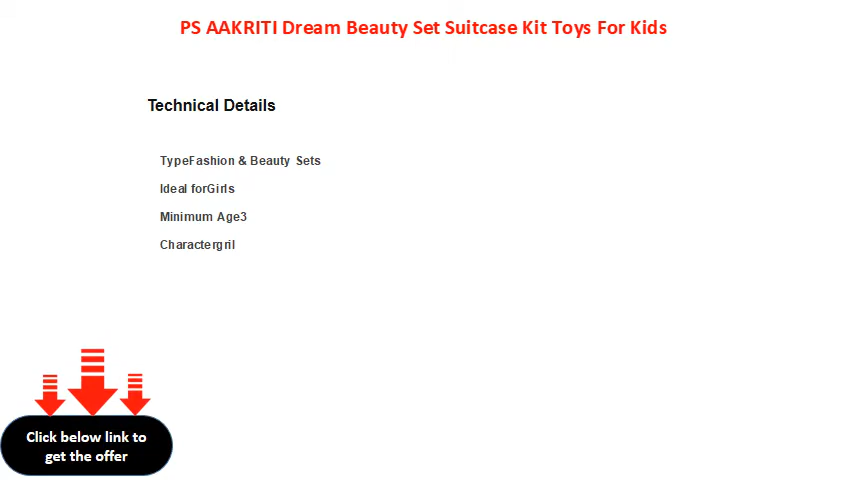 PS AAKRITI Dream Beauty Set Suitcase Kit Toys For Kids
Technical Details
TypeFashion & Beauty Sets
Ideal forGirls
Minimum Age3
Charactergril
Click below link to
get the offer